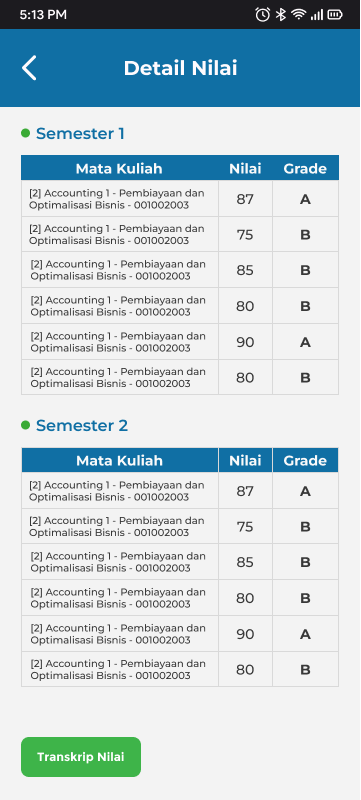 5:13 PM
Detail Nilai
Semester 1
Mata Kuliah Nilai Grade
[2] Accounting 1 - Pembiayaan dan
Optimalisasi Bisnis - 001002003 87 A
[2] Accounting 1 - Pembiayaan dan
Optimalisasi Bisnis - 001002003 75 B
[2] Accounting 1 - Pembiayaan dan
Optimalisasi Bisnis - 001002003 85 B
[2] Accounting 1 - Pembiayaan dan
Optimalisasi Bisnis - 001002003 80 B
[2] Accounting 1 - Pembiayaan dan
Optimalisasi Bisnis - 001002003 90 A
[2] Accounting 1 - Pembiayaan dan
Optimalisasi Bisnis - 001002003 80 B
Semester 2
Mata Kuliah Nilai Grade
[2] Accounting 1 - Pembiayaan dan
Optimalisasi Bisnis - 001002003 87 A
[2] Accounting 1 - Pembiayaan dan
Optimalisasi Bisnis - 001002003 75 B
[2] Accounting 1 - Pembiayaan dan
Optimalisasi Bisnis - 001002003 85 B
[2] Accounting 1 - Pembiayaan dan
Optimalisasi Bisnis - 001002003 80 B
[2] Accounting 1 - Pembiayaan dan
Optimalisasi Bisnis - 001002003 90 A
[2] Accounting 1 - Pembiayaan dan
Optimalisasi Bisnis - 001002003 80 B
Transkrip Nilai